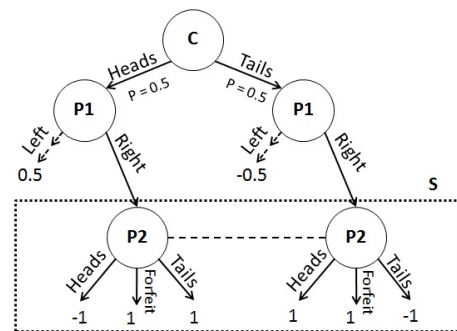 C
Heads
Tails
P = 0.5
P = 0.5
P1
P1
Left
Right
Left
Right
0.5
-0.5
S
P2
P2
Heads
Forfeit
Tails
Heads
Forfeit
Tails
-1
1
1
1
1
-1